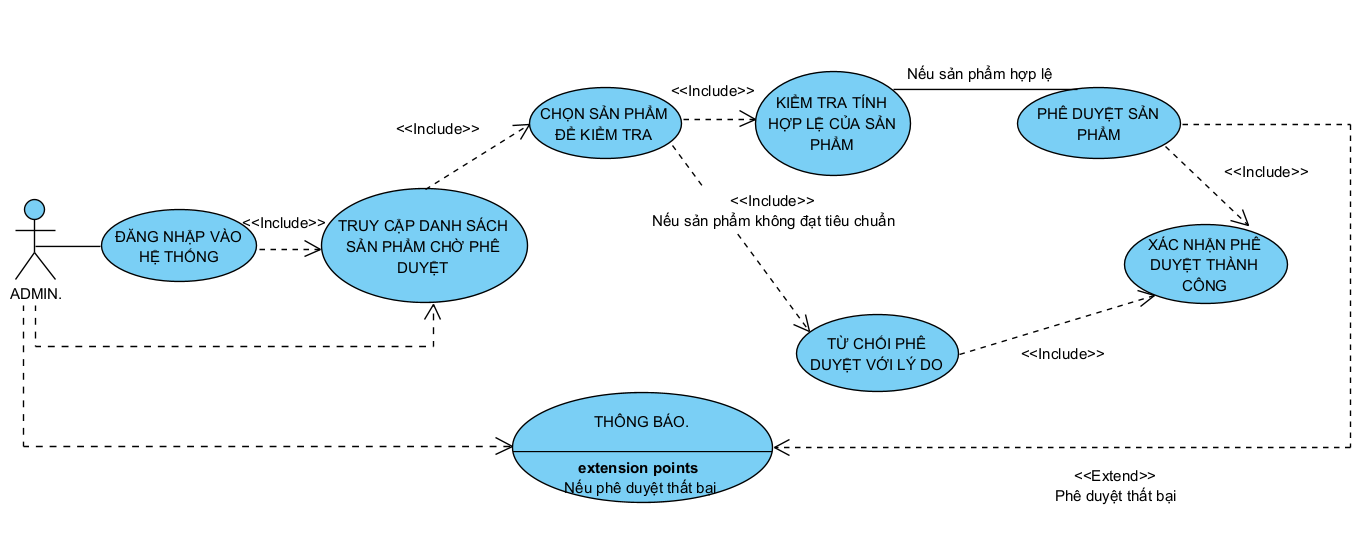 Nếu sản phẩm hợp lệ
<<Include>>
KIỂM TRA TÍNH
HỢP LỆ CỦA SẢN
PHẨM
CHỌN SẢN PHẨM
ĐỂ KIỂM TRA
PHÊ DUYỆT SẢN
PHẨM
<<Include>>
<<Include>>
<<Include>>
Nếu sản phẩm không đạt tiêu chuẩn
ĐĂNG NHẬP VÀO
HỆ THỐNG
<<Include>>
TRUY CẬP DANH SÁCH
SẢN PHẨM CHỜ PHÊ
DUYỆT
XÁC NHẬN PHÊ
DUYỆT THÀNH
CÔNG
ADMIN.
TỪ CHỐI PHÊ
DUYỆT VỚI LÝ DO
<<Include>>
THÔNG BÁO.
extension points
Nếu phê duyệt thất bại
<<Extend>>
Phê duyệt thất bại